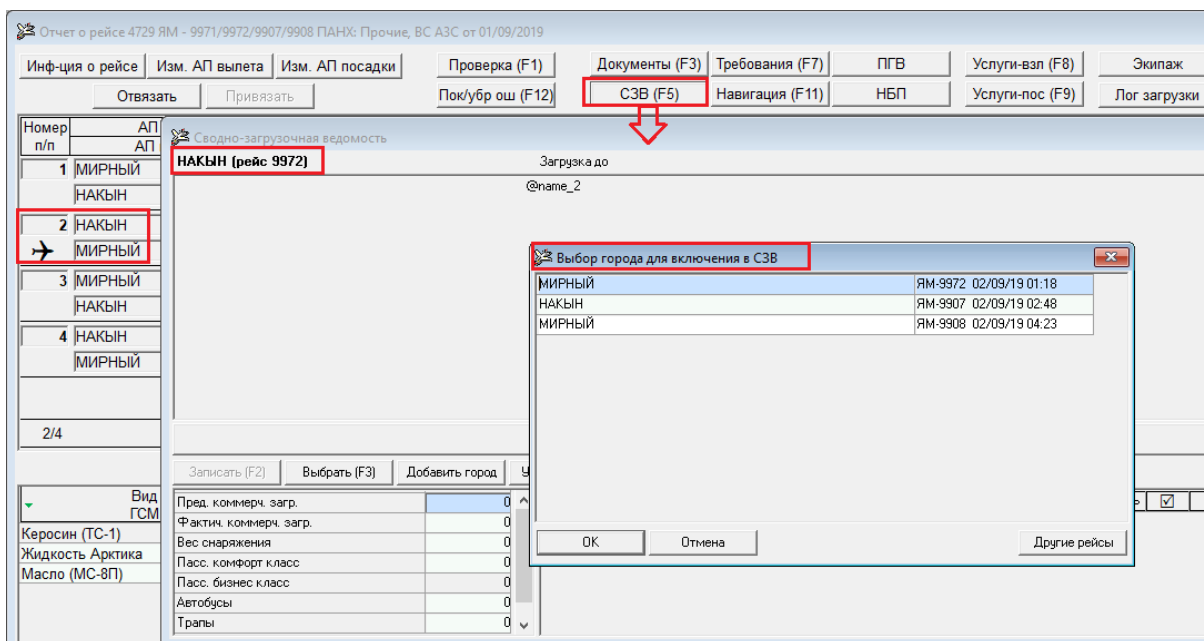 Отчет о рейсе 4729 ЯМ - 9971/9972/9907/9908 ПАНХ: Прочие, ВС АЗС от 01/09/2019
Инф-ция о рейсе Изм. АП вылета Изм. АП посадки Проверка (F1) Документы (F3) Требования (F7) ПГВ Услуги-взл (F8) Экипаж
Отвязать Привязать Пок/убр ош (F12) СЗВ (F5) Навигация (F11) НБП Услуги-пос (F9) Лог загрузки
Номер АП
п/п АП
Сводно-загрузочная ведомость
НАКЫН (рейс 9972) Загрузка до
@name_2
1 МИРНЫЙ
НАКЫН
2 НАКЫН
МИРНЫЙ
3 МИРНЫЙ
НАКЫН
4 НАКЫН
МИРНЫЙ
2/4
Выбор города для включения в СЗВ
МИРНЫЙ ЯМ-9972 02/09/19 01:18
НАКЫН ЯМ-9907 02/09/19 02:48
МИРНЫЙ ЯМ-9908 02/09/19 04:23
OK Отмена Другие рейсы
Записать (F2) Выбрать (F3) Добавить город
Вид
ГСМ
Керосин (ТС-1)
Жидкость Арктика
Масло (МС-8П)
Пред. коммерч. загр. 0
Фактич. коммерч. загр. 0
Вес снаряжения 0
Пасс. комфорт класс 0
Пасс. бизнес класс 0
Автобусы 0
Трапы 0